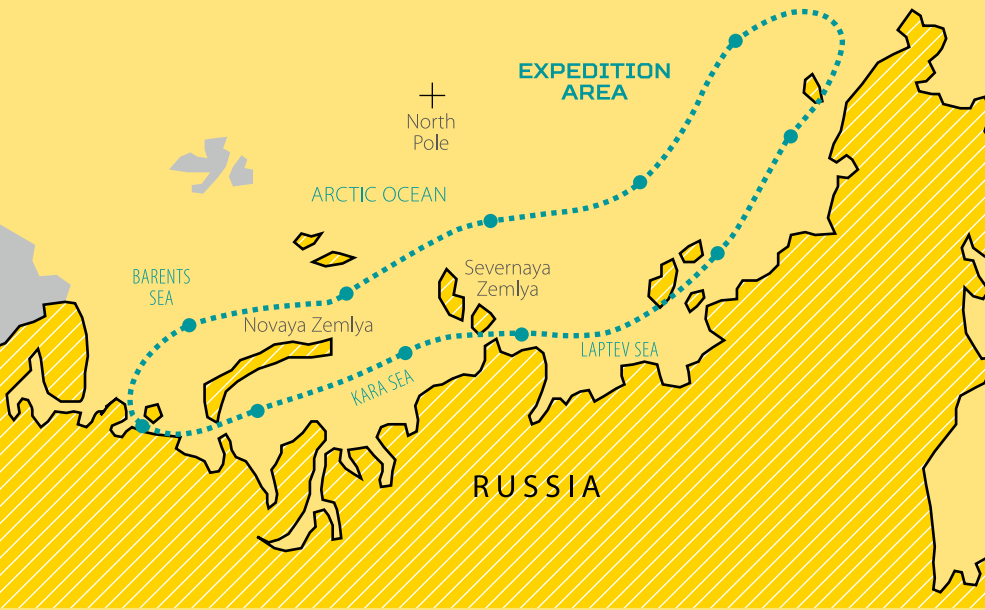 EXPEDITION
AREA
North
Pole
ARCTIC OCEAN
BARENTS
SEA
Severnaya
Zemlya
Novaya Zemlya
LAPTEV SEA
KARA SEA
RUSSIA